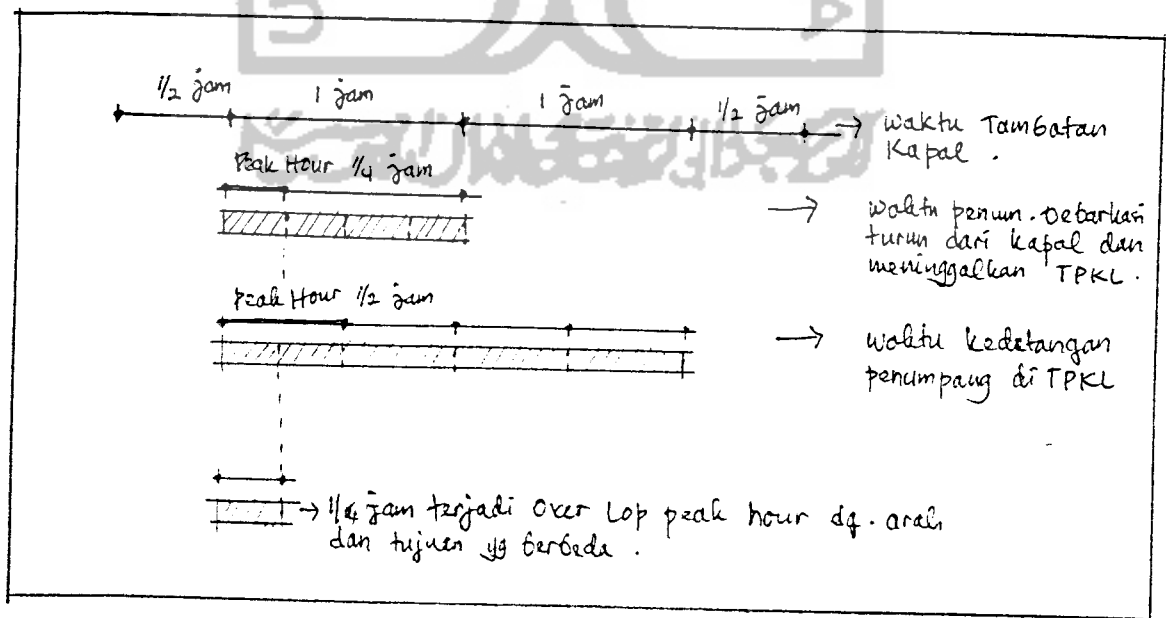 1/2 jam 1 jam 1 jam 1/2 jam
→ waktu Tambatan
Kapal .
Peak Hour 1/4 jam
→ waktu penum. Debarkasi
turun dari kapal dan
meninggalkan TPKL .
Peak Hour 1/2 jam
→ waktu kedatangan
penumpang di TPKL
→ 1/4 jam terjadi Over Lop peak hour dg. arah
dan tujuan yg berbeda .